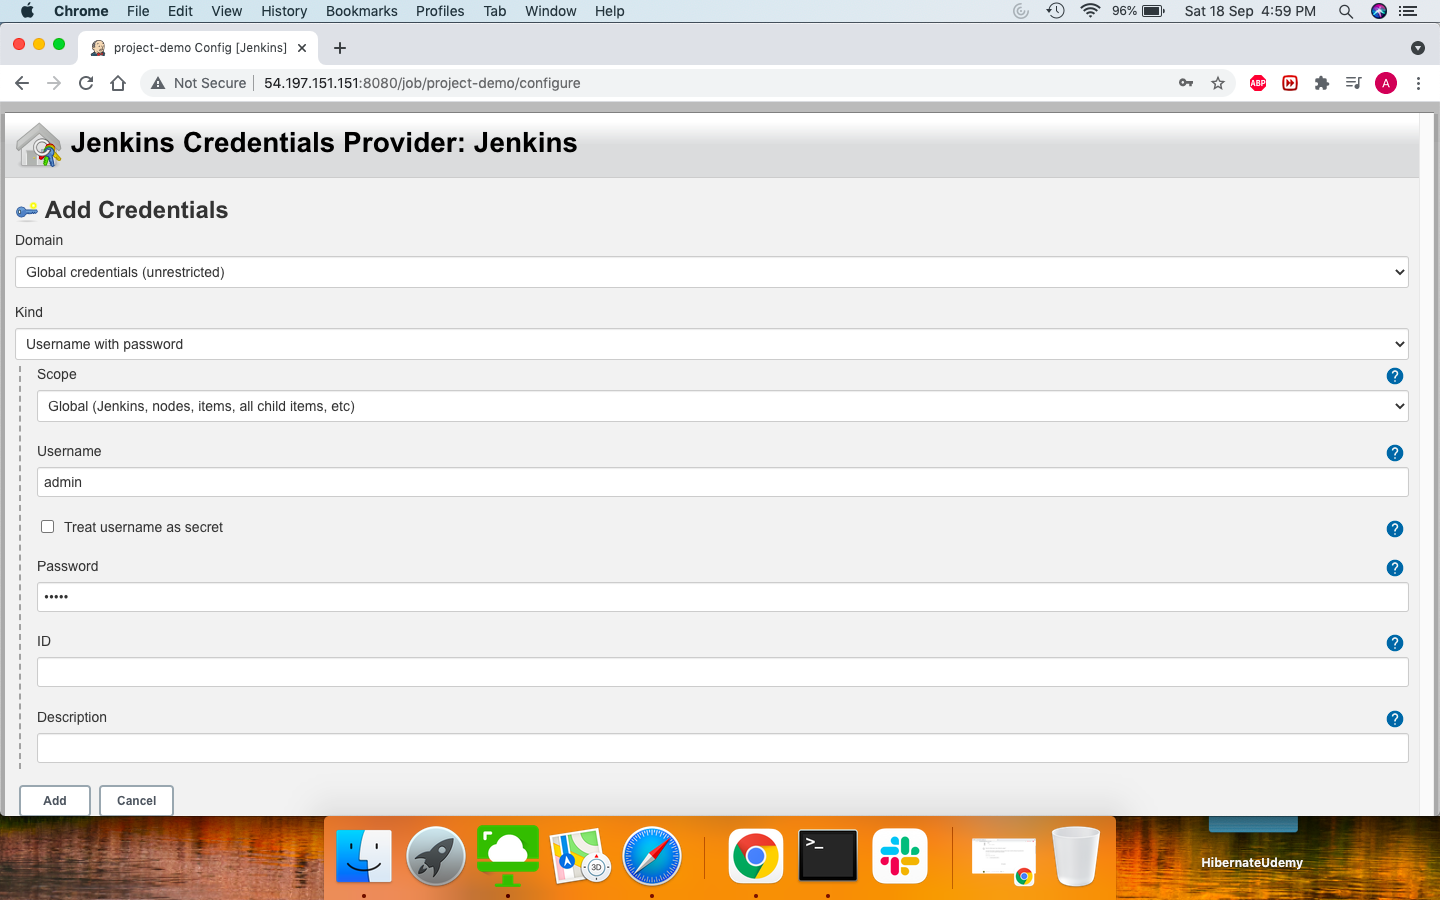 Chrome File Edit View History Bookmarks Profiles Tab Window Help 96% Sat 18 Sep 4:59 PM
project-demo Config [Jenkins]
Not Secure 54.197.151.151:8080/job/project-demo/configure ABP A
Jenkins Credentials Provider: Jenkins
Add Credentials
Domain
Global credentials (unrestricted)
Kind
Username with password
Scope
?
Global (Jenkins, nodes, items, all child items, etc)
Username
?
admin
Treat username as secret
?
Password
?
•••••
ID
?
Description
?
Add Cancel
>_
3D
HibernateUdemy